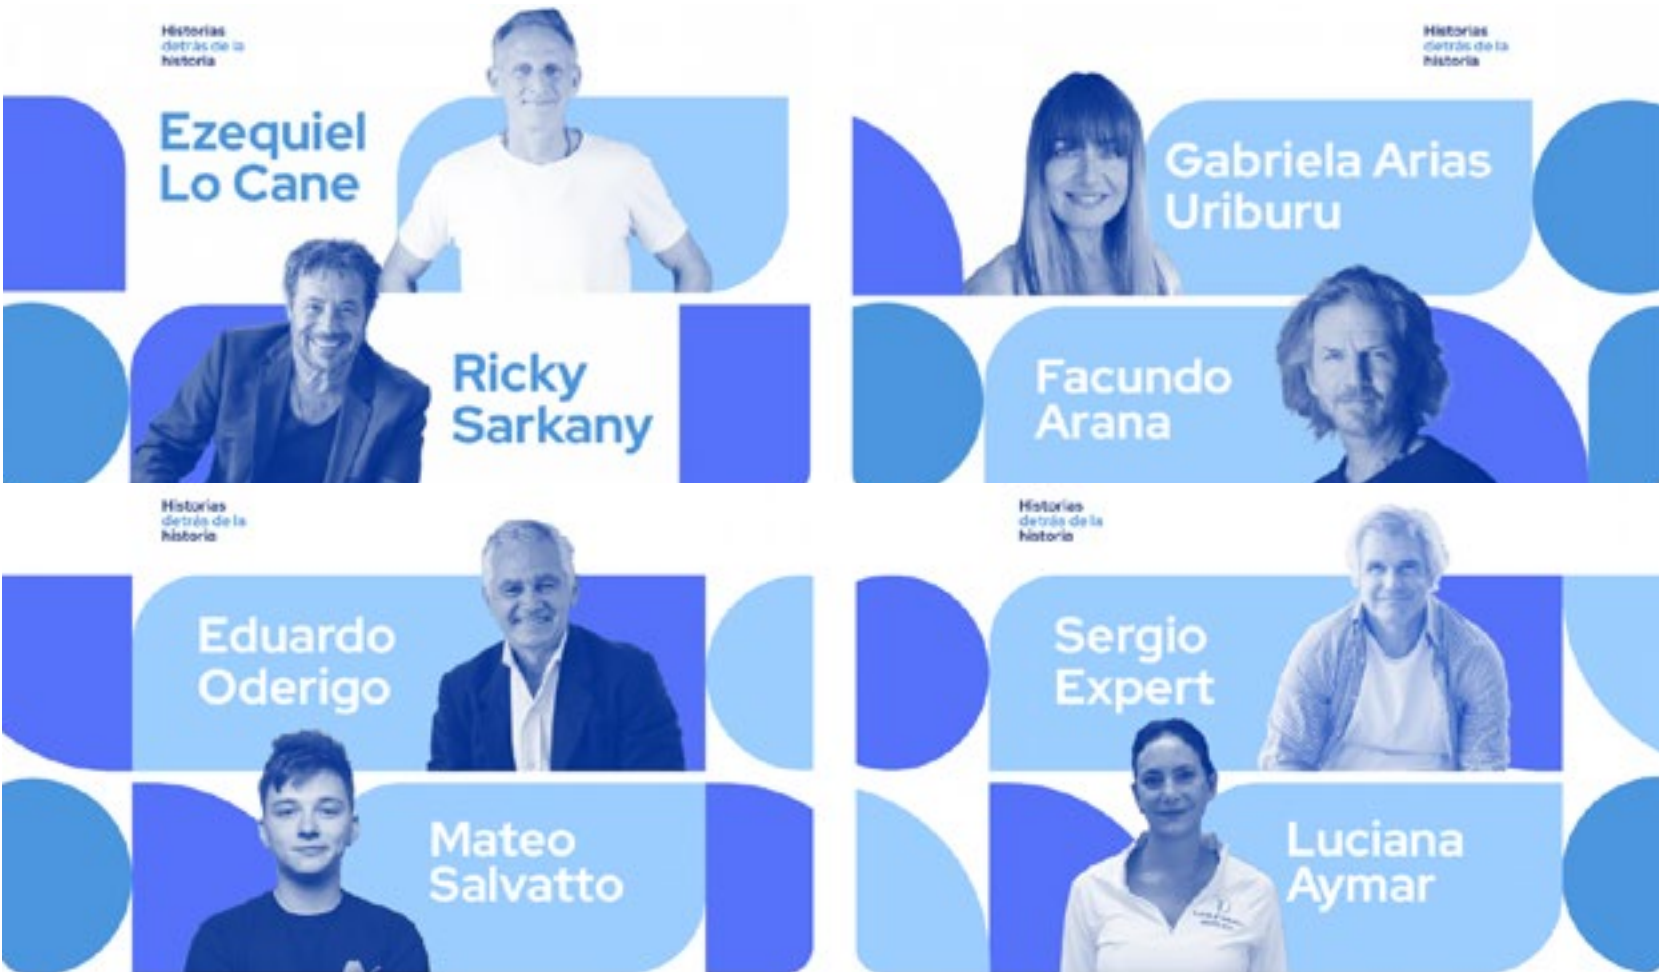 Historias
detrás de la
historia
Ezequiel
Lo Cane
Ricky
Sarkany
Historias
detrás de la
historia
Gabriela Arias
Uriburu
Facundo
Arana
Historias
detrás de la
historia
Eduardo
Oderigo
Mateo
Salvatto
Historias
detrás de la
historia
Sergio
Expert
Luciana
Aymar